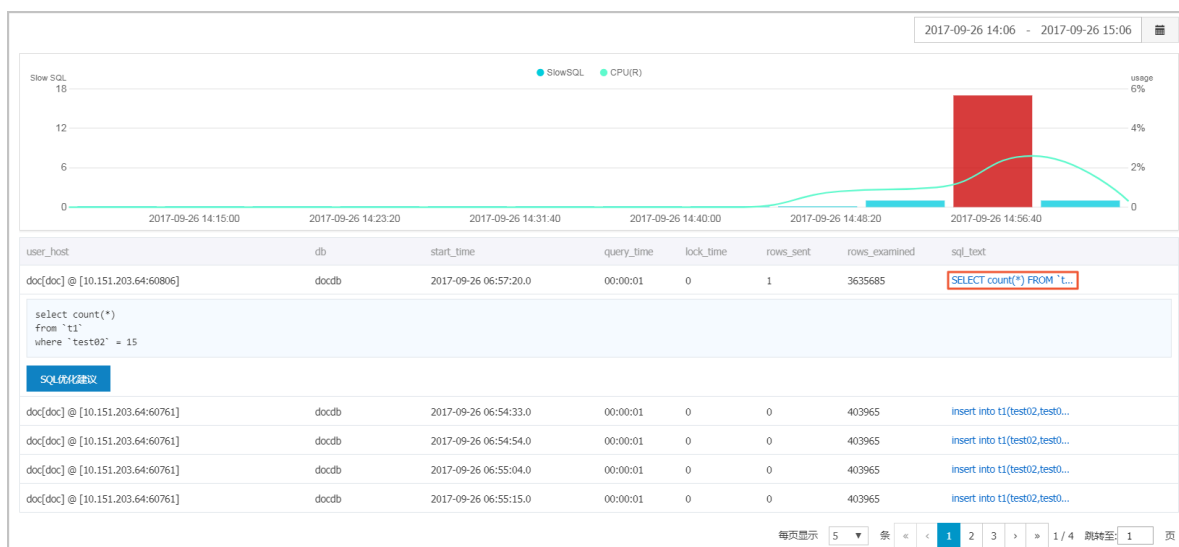 2017-09-26 14:06 - 2017-09-26 15:06
SlowSQL CPU(R)
Slow SQL usage
18 6%
12 4%
6 2%
0 0
2017-09-26 14:15:00 2017-09-26 14:23:20 2017-09-26 14:31:40 2017-09-26 14:40:00 2017-09-26 14:48:20 2017-09-26 14:56:40
user_host db start_time query_time lock_time rows_sent rows_examined sql_text
doc[doc] @ [10.151.203.64:60806] docdb 2017-09-26 06:57:20.0 00:00:01 0 1 3635685 SELECT count(*) FROM `t...
select count(*)
from `t1`
where `test02` = 15
SQL优化建议
doc[doc] @ [10.151.203.64:60761] docdb 2017-09-26 06:54:33.0 00:00:01 0 0 403965 insert into t1(test02,test0...
doc[doc] @ [10.151.203.64:60761] docdb 2017-09-26 06:54:54.0 00:00:01 0 0 403965 insert into t1(test02,test0...
doc[doc] @ [10.151.203.64:60761] docdb 2017-09-26 06:55:04.0 00:00:01 0 0 403965 insert into t1(test02,test0...
doc[doc] @ [10.151.203.64:60761] docdb 2017-09-26 06:55:15.0 00:00:01 0 0 403965 insert into t1(test02,test0...
每页显示 5 条 « ‹ 1 2 3 › » 1 / 4 跳转至: 1 页